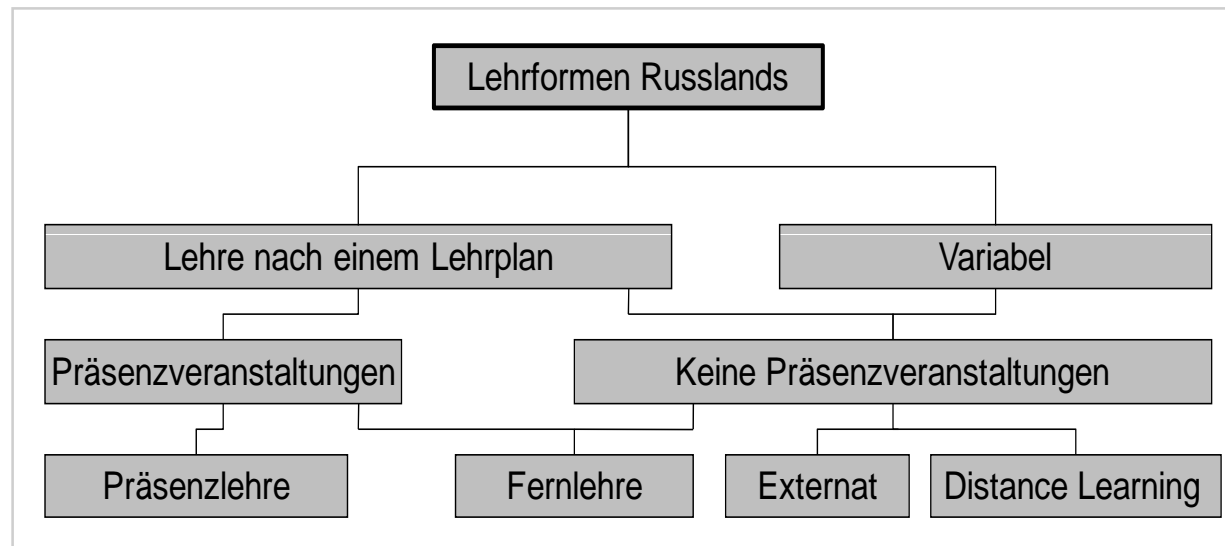 Lehrformen Russlands
Lehre nach einem Lehrplan
Variabel
Präsenzveranstaltungen
Keine Präsenzveranstaltungen
Präsenzlehre
Fernlehre
Externat
Distance Learning